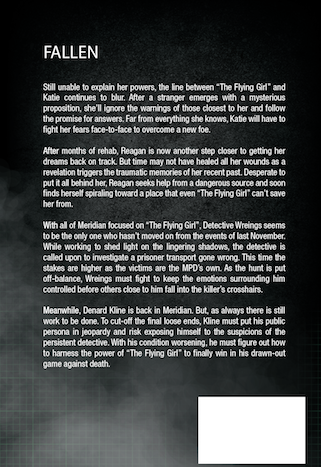 FALLEN
Still unable to explain her powers, the line between “The Flying Girl” and
Katie continues to blur. After a stranger emerges with a mysterious
proposition, she’ll ignore the warnings of those closest to her and follow
the promise for answers. Far from everything she knows, Katie will have to
fight her fears face-to-face to overcome a new foe.
After months of rehab, Reagan is now another step closer to getting her
dreams back on track. But time may not have healed all her wounds as a
revelation triggers the traumatic memories of her recent past. Desperate to
put it all behind her, Reagan seeks help from a dangerous source and soon
finds herself spiraling toward a place that even “The Flying Girl” can’t save
her from.
With all of Meridian focused on “The Flying Girl”, Detective Wreings seems
to be the only one who hasn’t moved on from the events of last November.
While working to shed light on the lingering shadows, the detective is
called upon to investigate a prisoner transport gone wrong. This time the
stakes are higher as the victims are the MPD’s own. As the hunt is put
off-balance, Wreings must fight to keep the emotions surrounding him
controlled before others close to him fall into the killer’s crosshairs.
Meanwhile, Denard Kline is back in Meridian. But, as always there is still
work to be done. To cut-off the final loose ends, Kline must put his public
persona in jeopardy and risk exposing himself to the suspicions of the
persistent detective. With his condition worsening, he must figure out how
to harness the power of “The Flying Girl” to finally win in his drawn-out
game against death.